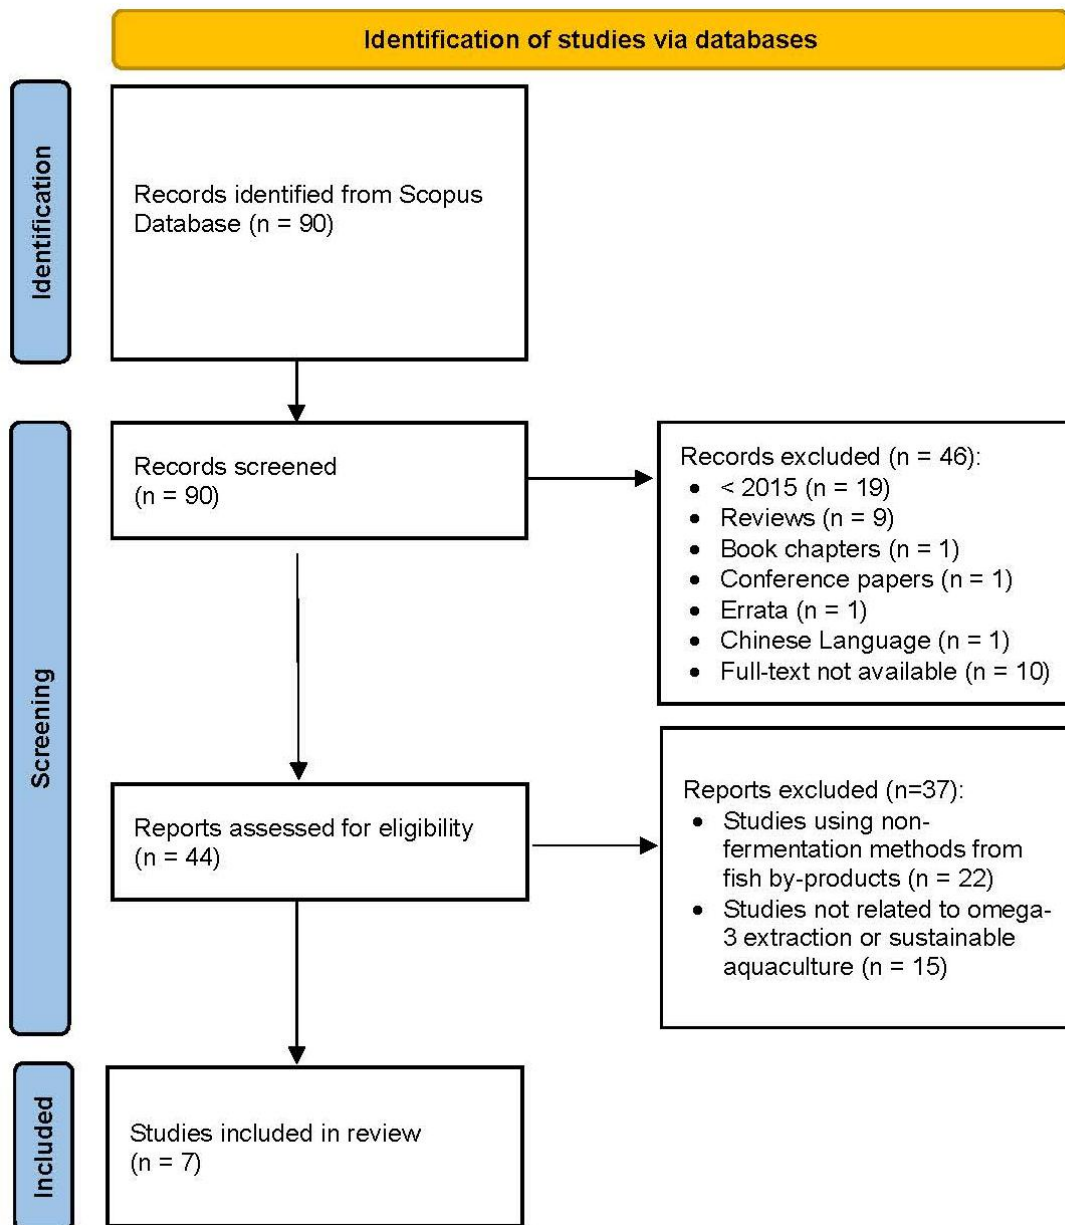 Identification of studies via databases
Identification
Records identified from Scopus
Database (n = 90)
Screening
Records screened
(n = 90)
Records excluded (n = 46):
• < 2015 (n = 19)
• Reviews (n = 9)
• Book chapters (n = 1)
• Conference papers (n = 1)
• Errata (n = 1)
• Chinese Language (n = 1)
• Full-text not available (n = 10)
Reports assessed for eligibility
(n = 44)
Reports excluded (n=37):
• Studies using non-
fermentation methods from
fish by-products (n = 22)
• Studies not related to omega-
3 extraction or sustainable
aquaculture (n = 15)
Included
Studies included in review
(n = 7)